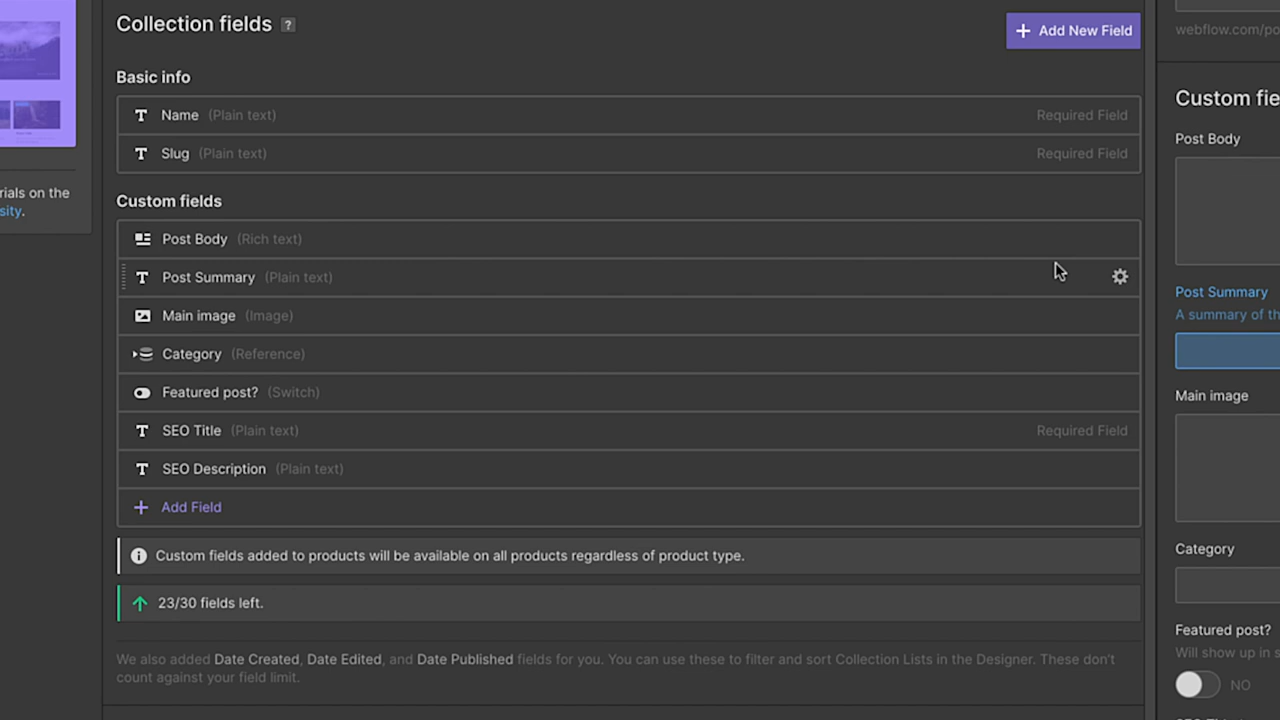 Collection fields ?
+ Add New Field
Basic info
Name (Plain text) Required Field
Slug (Plain text) Required Field
Custom fields
Post Body (Rich text)
Post Summary (Plain text)
Main image (Image)
Category (Reference)
Featured post? (Switch)
SEO Title (Plain text) Required Field
SEO Description (Plain text)
+ Add Field
Custom fields added to products will be available on all products regardless of product type.
23/30 fields left.
We also added Date Created, Date Edited, and Date Published fields for you. You can use these to filter and sort Collection Lists in the Designer. These don't
count against your field limit.
rials on the
sity.
webflow.com/po
Custom fie
Post Body
Post Summary
A summary of th
Main image
Category
Featured post?
Will show up in s
NO